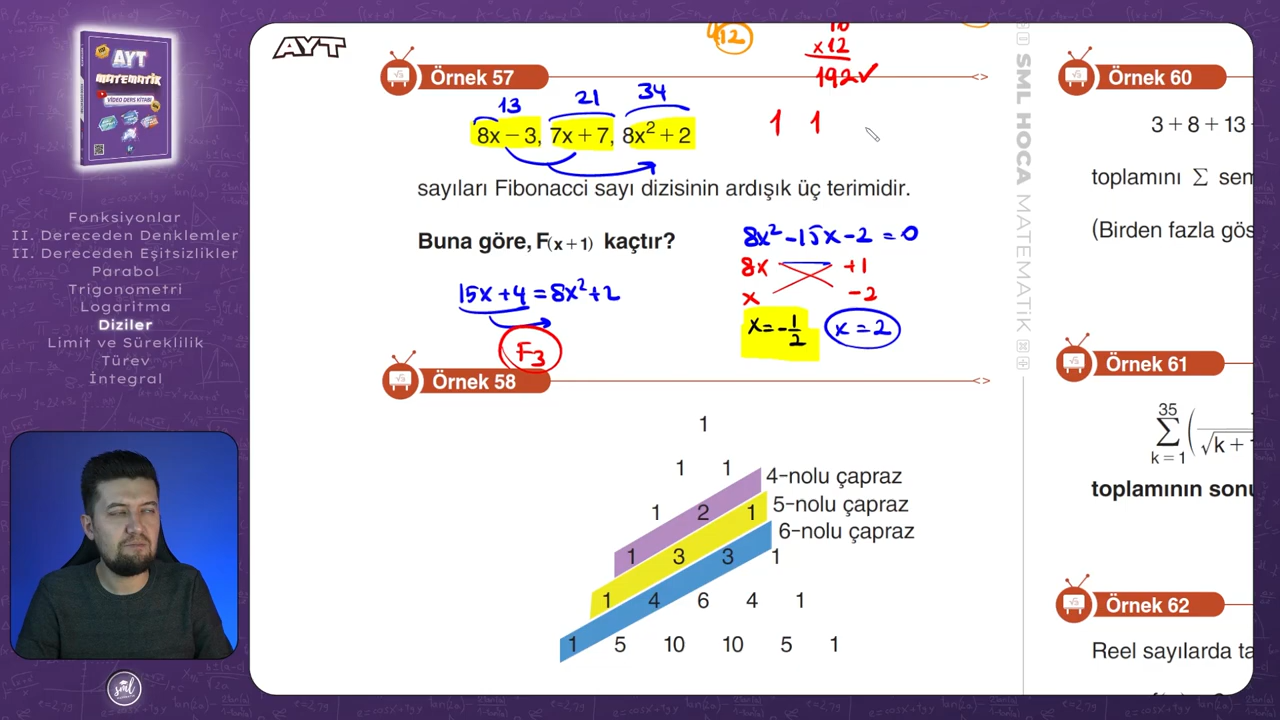 AYT
MATEMATİK
VİDEO DERS KİTABI
Fonksiyonlar
II. Dereceden Denklemler
II. Dereceden Eşitsizlikler
Parabol
Trigonometri
Logaritma
Diziler
Limit ve Süreklilik
Türev
İntegral
sml
AYT
412
x12
192✓
Örnek 57
13 21 34
8x – 3, 7x + 7, 8x² + 2
1 1
sayıları Fibonacci sayı dizisinin ardışık üç terimidir.
Buna göre, F(x + 1) kaçtır?
15x + 4 = 8x² + 2
F₃
8x² – 15x – 2 = 0
8x +1
x –2
x = –1/2 x = 2
Örnek 58
1
1 1
4–nolu çapraz
1 2 1
5–nolu çapraz
6–nolu çapraz
1 3 3 1
1 4 6 4 1
1 5 10 10 5 1
SML HOCA MATEMATİK
Örnek 60
3 + 8 + 13
toplamını Σ sem
(Birden fazla gös
Örnek 61
35
Σ ( √k +
k = 1
toplamının sonu
Örnek 62
Reel sayılarda ta